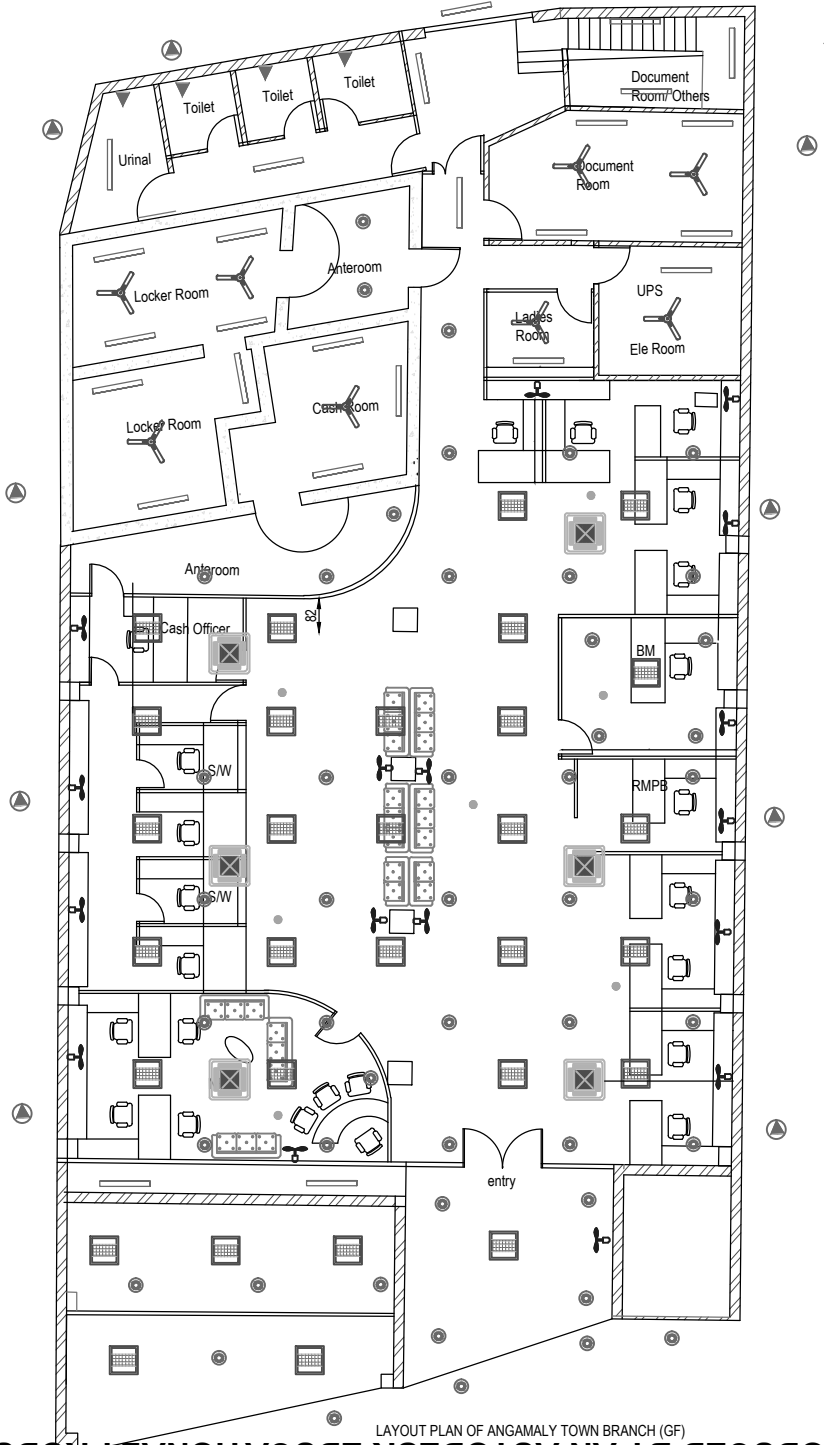 Document
Room/ Others
Toilet
Toilet
Toilet
Urinal
Document
Room
Anteroom
Locker Room
UPS
Ladies
Room
Ele Room
Cash Room
Locker Room
Anteroom
82
Cash Officer
BM
S/W
RMPB
S/W
entry
LAYOUT PLAN OF ANGAMALY TOWN BRANCH (GF)